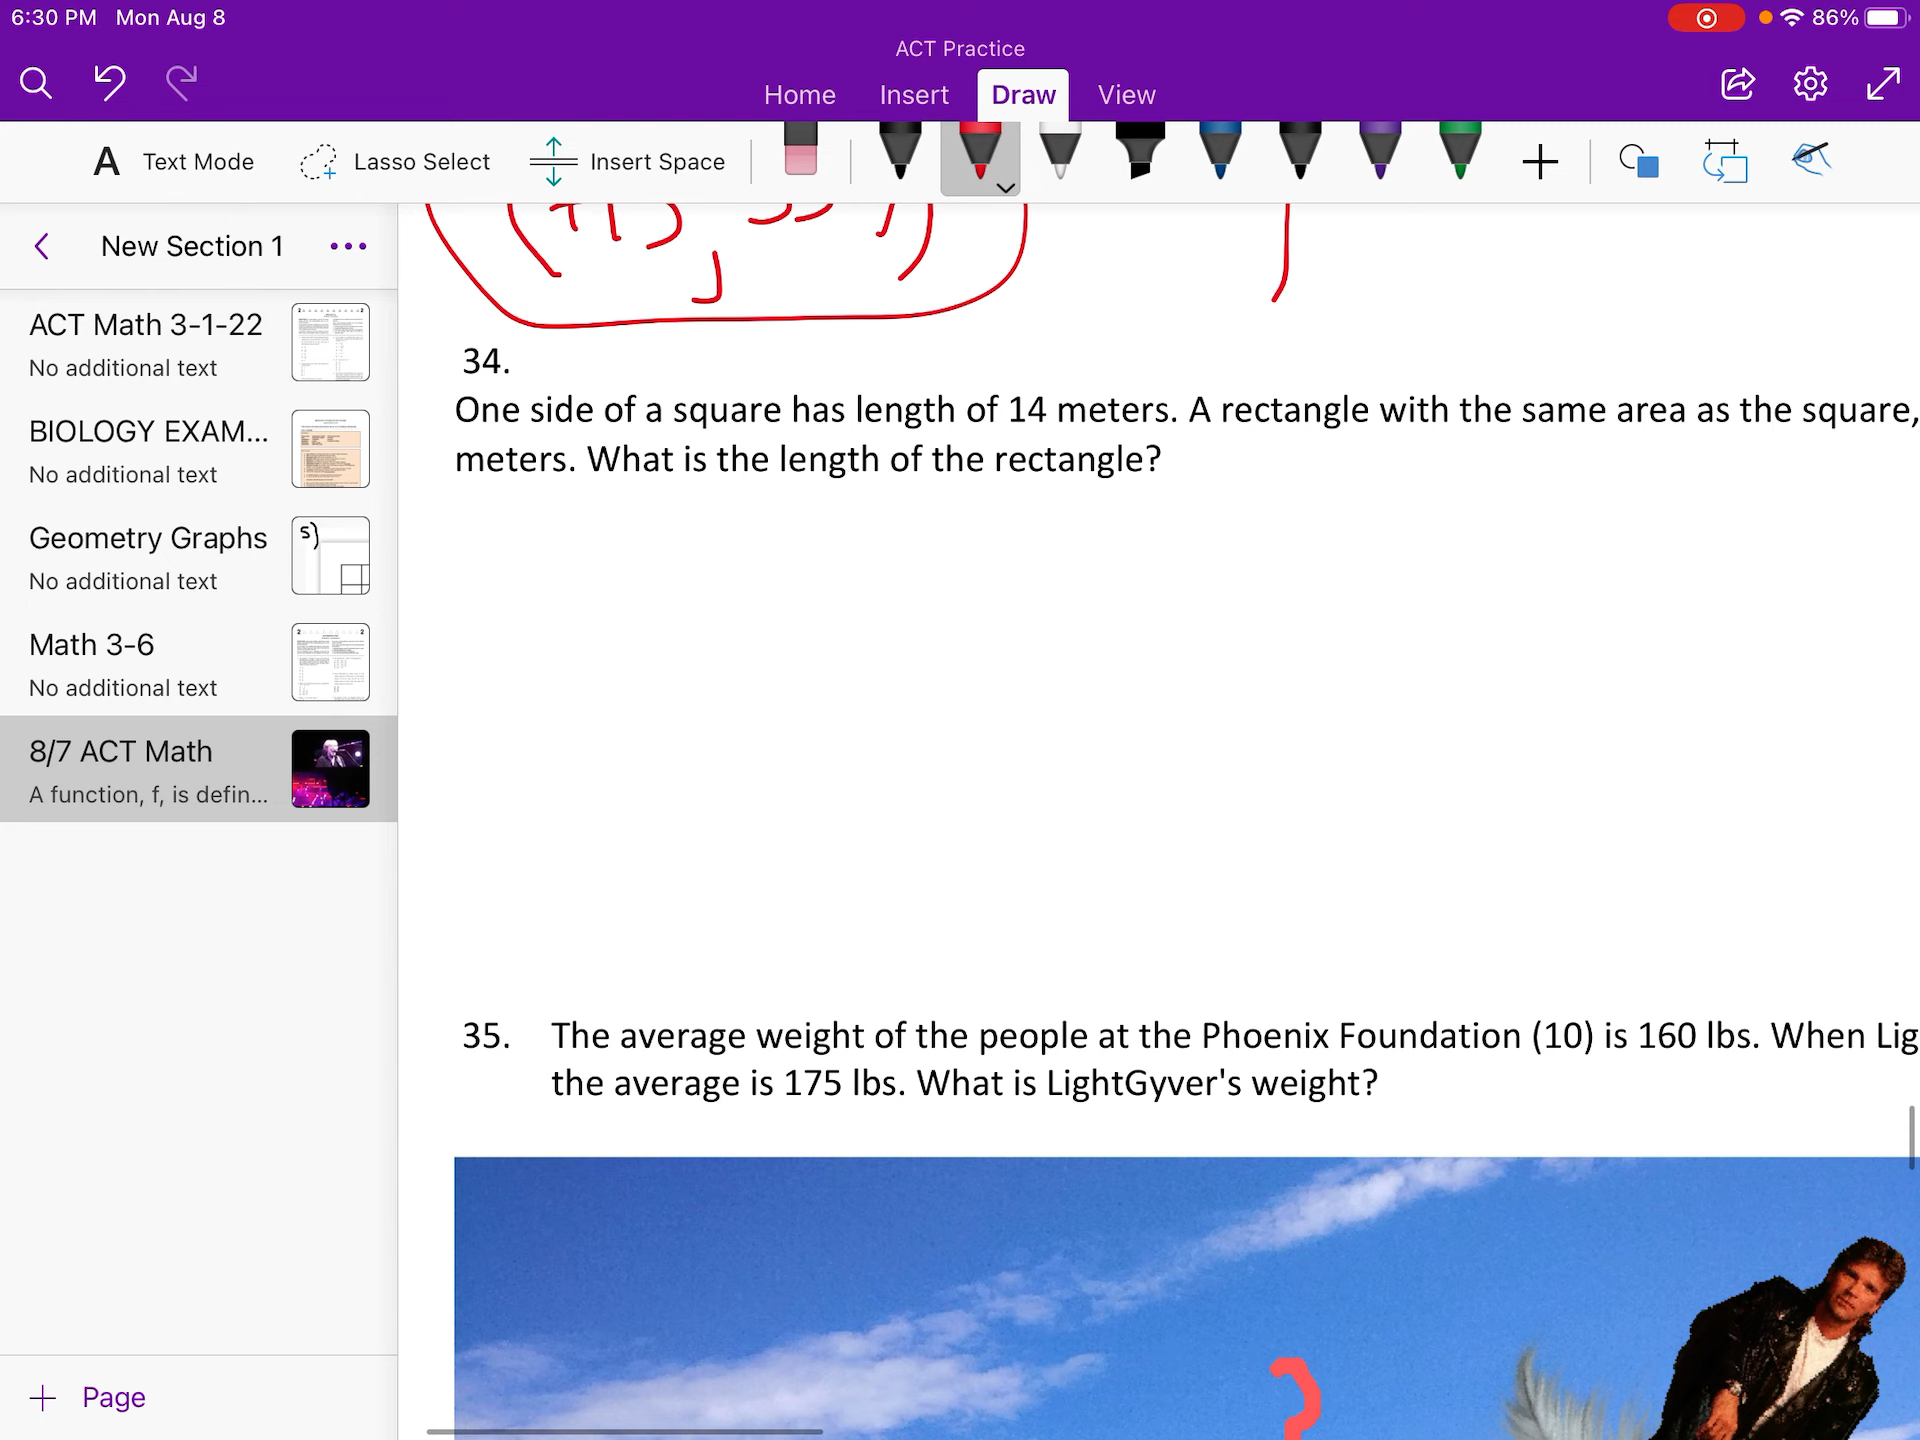 6:30 PM Mon Aug 8
86%
ACT Practice
Home Insert Draw View
A Text Mode Lasso Select Insert Space
New Section 1
ACT Math 3-1-22
No additional text
BIOLOGY EXAM...
No additional text
Geometry Graphs
No additional text
5)
Math 3-6
No additional text
8/7 ACT Math
A function, f, is defin...
Page
34.
One side of a square has length of 14 meters. A rectangle with the same area as the square,
meters. What is the length of the rectangle?
35. The average weight of the people at the Phoenix Foundation (10) is 160 lbs. When Lig
the average is 175 lbs. What is LightGyver's weight?